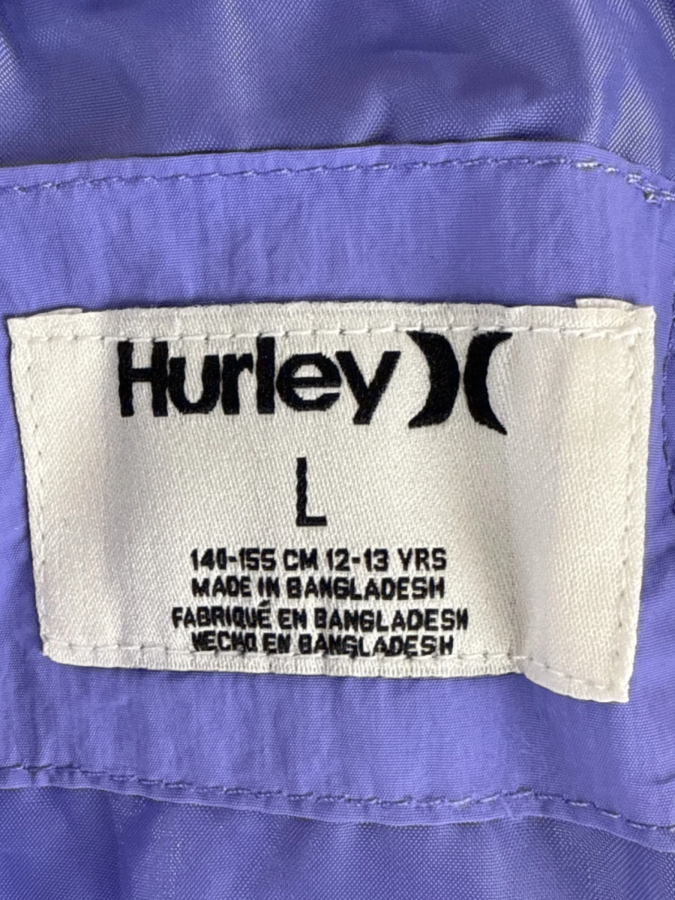 Hurley
L
140-155 CM 12-13 YRS
MADE IN BANGLADESH
FABRIQUÉ EN BANGLADESH
HECHO EN BANGLADESH